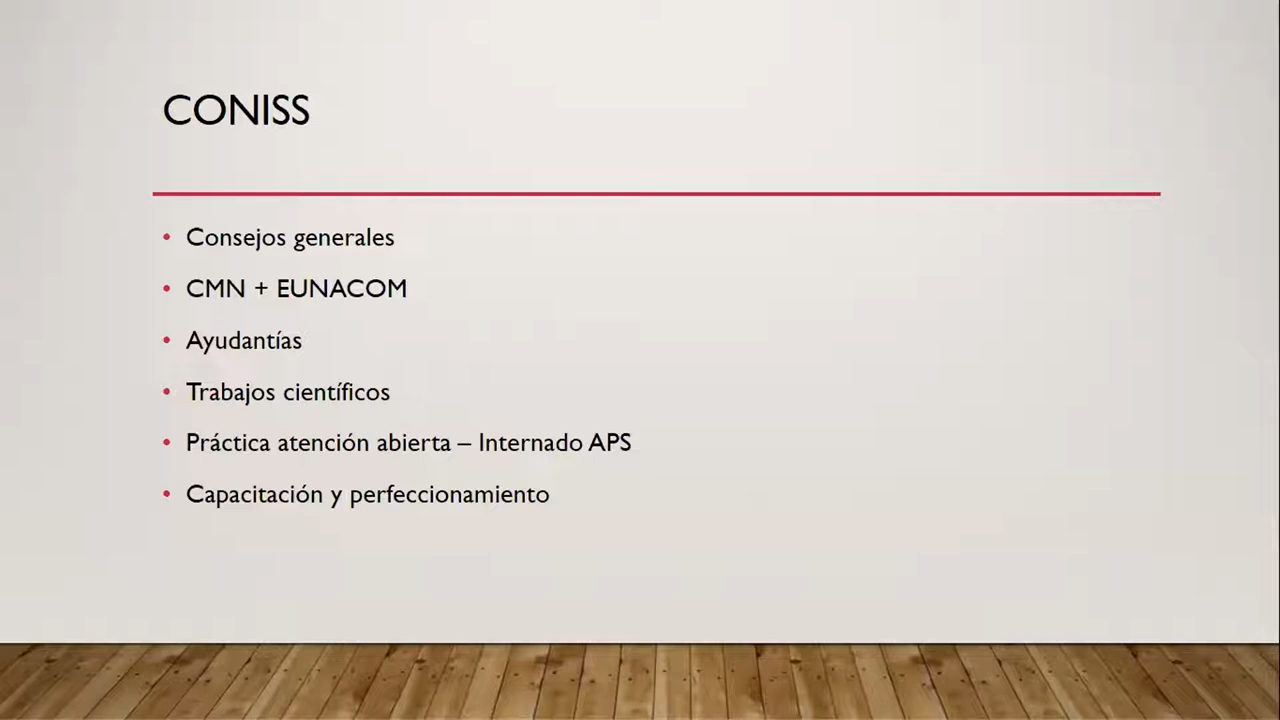 CONISS
• Consejos generales
• CMN + EUNACOM
• Ayudantías
• Trabajos científicos
• Práctica atención abierta – Internado APS
• Capacitación y perfeccionamiento